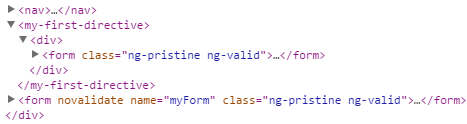 <nav>…</nav>
<my-first-directive>
<div>
<form class="ng-pristine ng-valid">…</form>
</div>
</my-first-directive>
<form novalidate name="myForm" class="ng-pristine ng-valid">…</form>
</div>